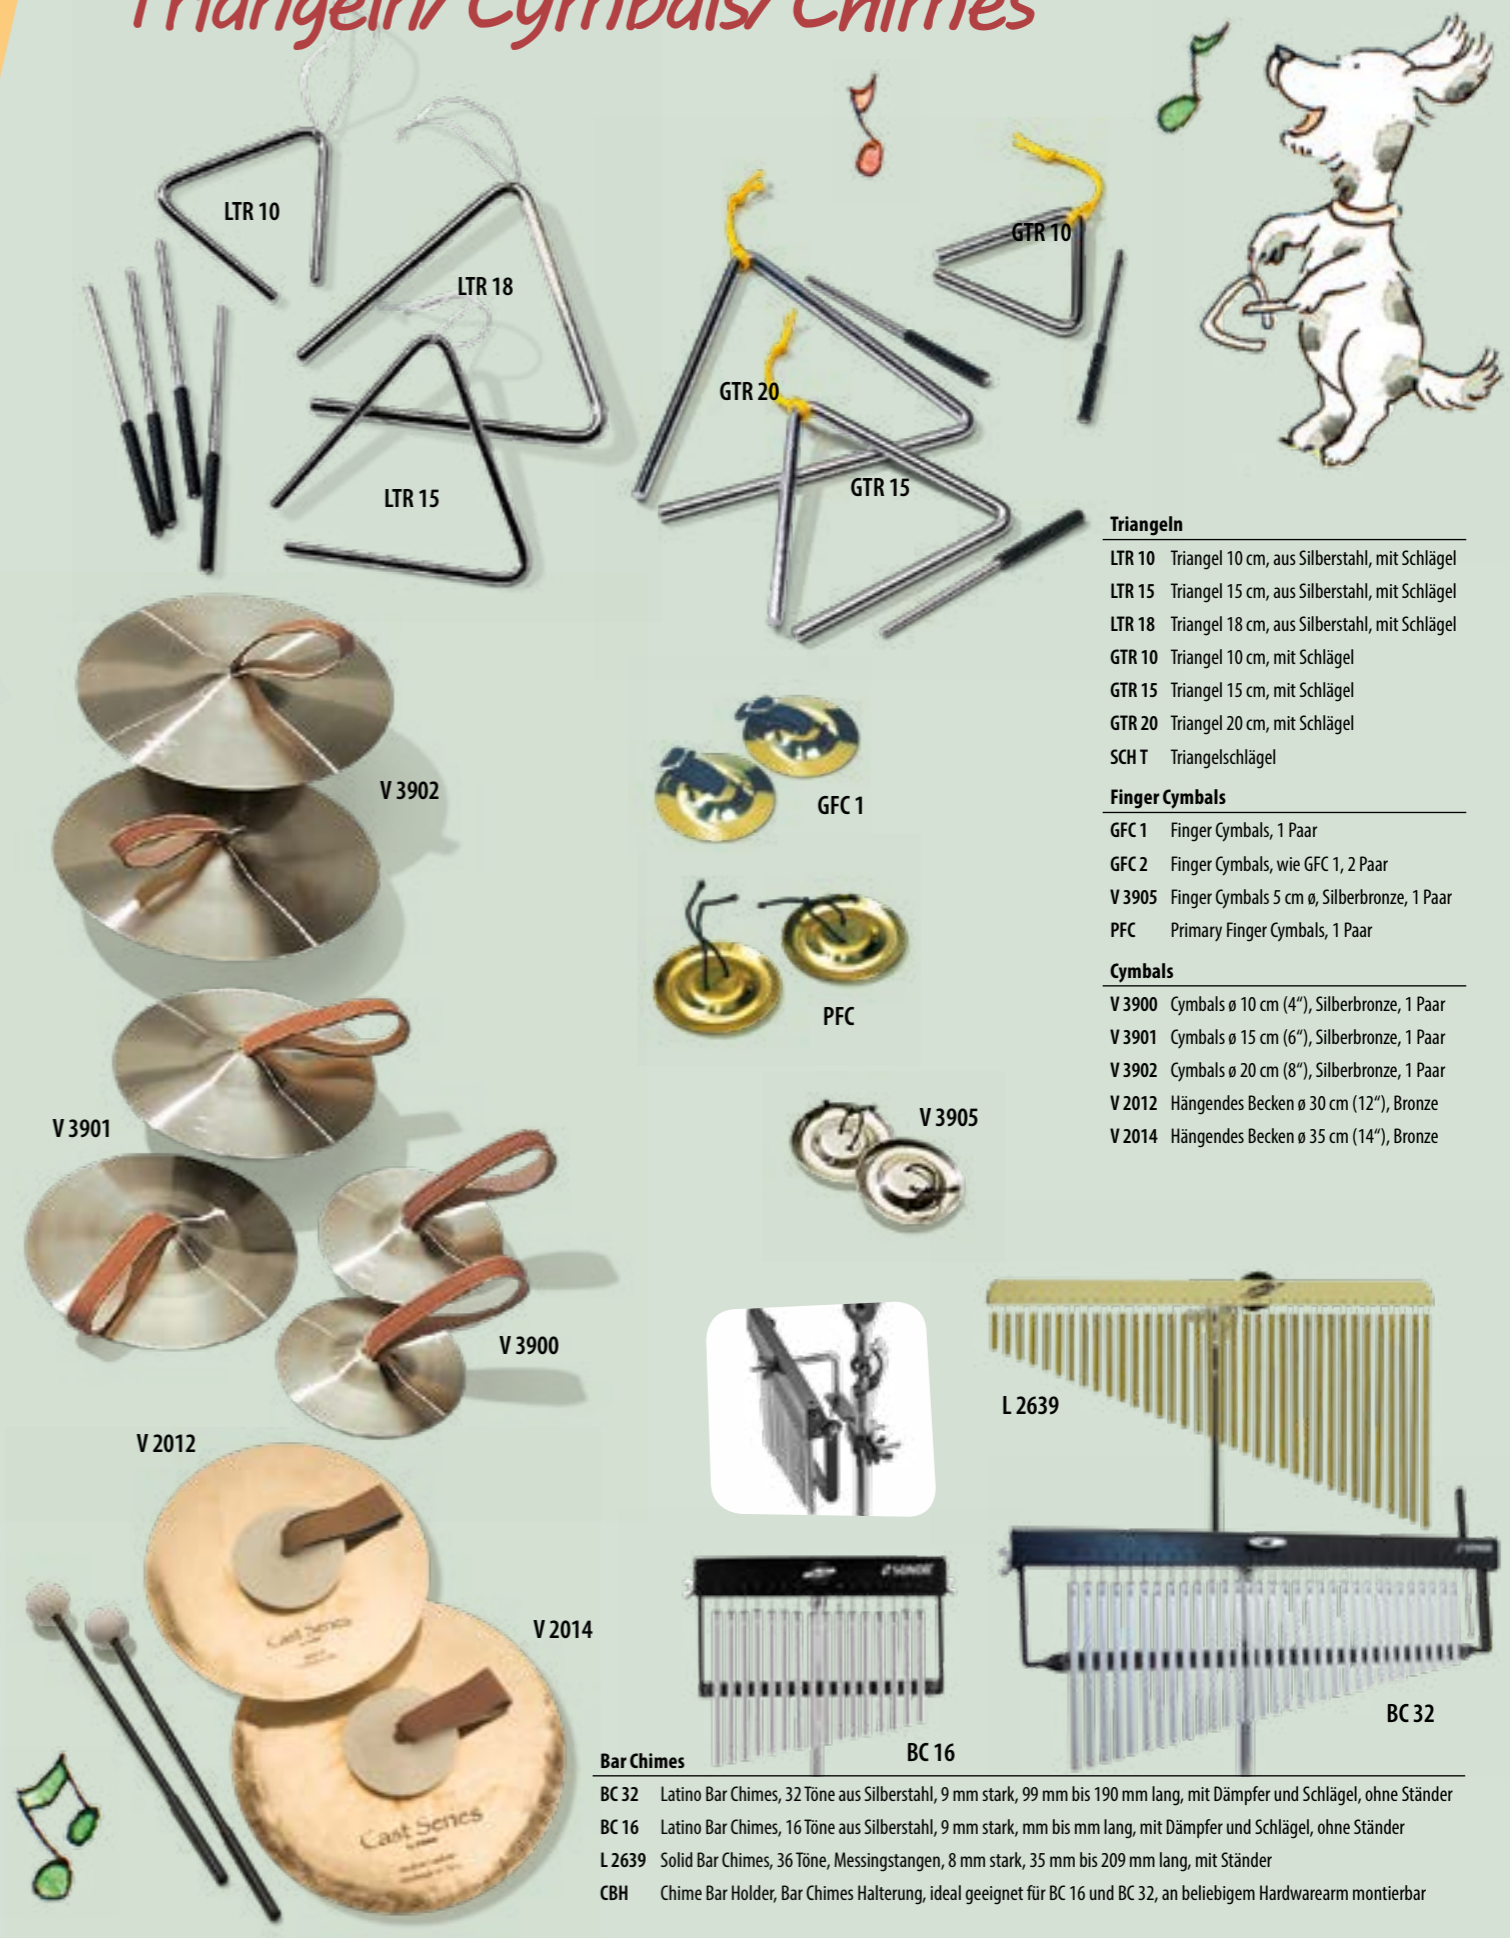 Triangeln/ Cymbals/ Chimes
LTR 10
GTR 10
LTR 18
GTR 20
GTR 15
LTR 15
Triangeln
LTR 10 Triangel 10 cm, aus Silberstahl, mit Schlägel
LTR 15 Triangel 15 cm, aus Silberstahl, mit Schlägel
LTR 18 Triangel 18 cm, aus Silberstahl, mit Schlägel
GTR 10 Triangel 10 cm, mit Schlägel
GTR 15 Triangel 15 cm, mit Schlägel
GTR 20 Triangel 20 cm, mit Schlägel
SCH T Triangelschlägel
V 3902
GFC 1
Finger Cymbals
GFC 1 Finger Cymbals, 1 Paar
GFC 2 Finger Cymbals, wie GFC 1, 2 Paar
V 3905 Finger Cymbals 5 cm ø, Silberbronze, 1 Paar
PFC Primary Finger Cymbals, 1 Paar
PFC
Cymbals
V 3900 Cymbals ø 10 cm (4“), Silberbronze, 1 Paar
V 3901 Cymbals ø 15 cm (6“), Silberbronze, 1 Paar
V 3902 Cymbals ø 20 cm (8“), Silberbronze, 1 Paar
V 2012 Hängendes Becken ø 30 cm (12“), Bronze
V 2014 Hängendes Becken ø 35 cm (14“), Bronze
V 3901
V 3905
V 3900
L 2639
V 2012
Cast Series
V 2014
Cast Series
SONOR
BC 16
BC 32
Bar Chimes
BC 32 Latino Bar Chimes, 32 Töne aus Silberstahl, 9 mm stark, 99 mm bis 190 mm lang, mit Dämpfer und Schlägel, ohne Ständer
BC 16 Latino Bar Chimes, 16 Töne aus Silberstahl, 9 mm stark, mm bis mm lang, mit Dämpfer und Schlägel, ohne Ständer
L 2639 Solid Bar Chimes, 36 Töne, Messingstangen, 8 mm stark, 35 mm bis 209 mm lang, mit Ständer
CBH Chime Bar Holder, Bar Chimes Halterung, ideal geeignet für BC 16 und BC 32, an beliebigem Hardwarearm montierbar